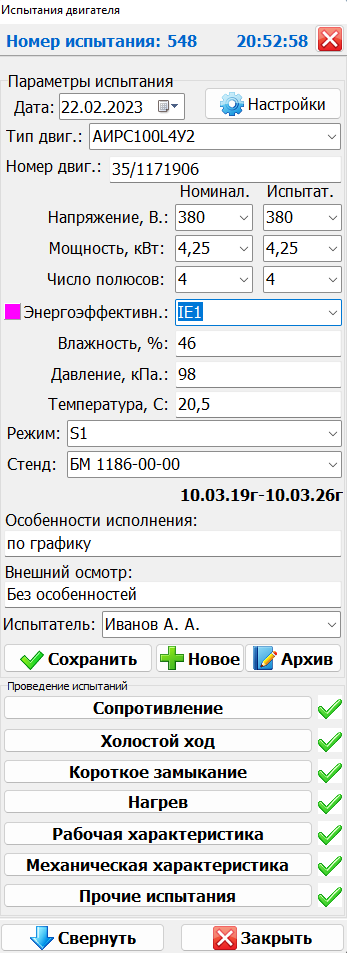 Испытания двигателя
Номер испытания: 548 20:52:58
Параметры испытания
Дата: 22.02.2023 Настройки
Тип двиг.: АИРС100L4У2
Номер двиг.: 35/1171906
Номинал. Испытат.
Напряжение, В.: 380 380
Мощность, кВт: 4,25 4,25
Число полюсов: 4 4
Энергоэффективн.: IE1
Влажность, %: 46
Давление, кПа.: 98
Температура, С: 20,5
Режим: S1
Стенд: БМ 1186-00-00
10.03.19г-10.03.26г
Особенности исполнения:
по графику
Внешний осмотр:
Без особенностей
Испытатель: Иванов А. А.
Сохранить Новое Архив
Проведение испытаний
Сопротивление
Холостой ход
Короткое замыкание
Нагрев
Рабочая характеристика
Механическая характеристика
Прочие испытания
Свернуть Закрыть